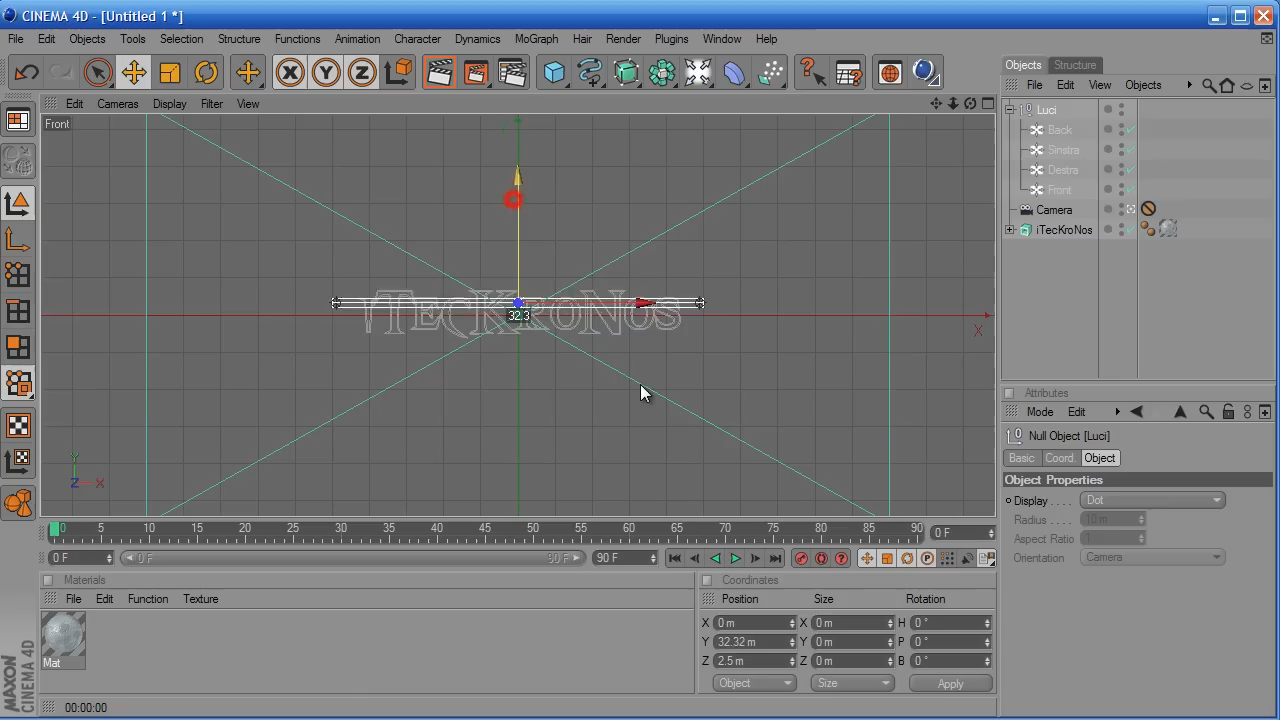 CINEMA 4D - [Untitled 1 *]
File Edit Objects Tools Selection Structure Functions Animation Character Dynamics MoGraph Hair Render Plugins Window Help
X Y Z
Objects Structure
File Edit View Objects
Edit Cameras Display Filter View
Front
Luci
Back
Sinistra
Destra
Front
Camera
iTecKroNos
Y
iTecKroNos
32.3
X
Y
Z X
Attributes
Mode Edit
Null Object [Luci]
Basic Coord. Object
Object Properties
Display Dot
Radius . . . . 10 m
Aspect Ratio 1
Orientation Camera
0 5 10 15 20 25 30 35 40 45 50 55 60 65 70 75 80 85 90 0 F
0 F 0 F 90 F 90 F
Materials
File Edit Function Texture
Mat
Coordinates
Position Size Rotation
X 0 m X 0 m H 0 °
Y 32.32 m Y 0 m P 0 °
Z 2.5 m Z 0 m B 0 °
Object Size Apply
MAXON
CINEMA 4D
00:00:00